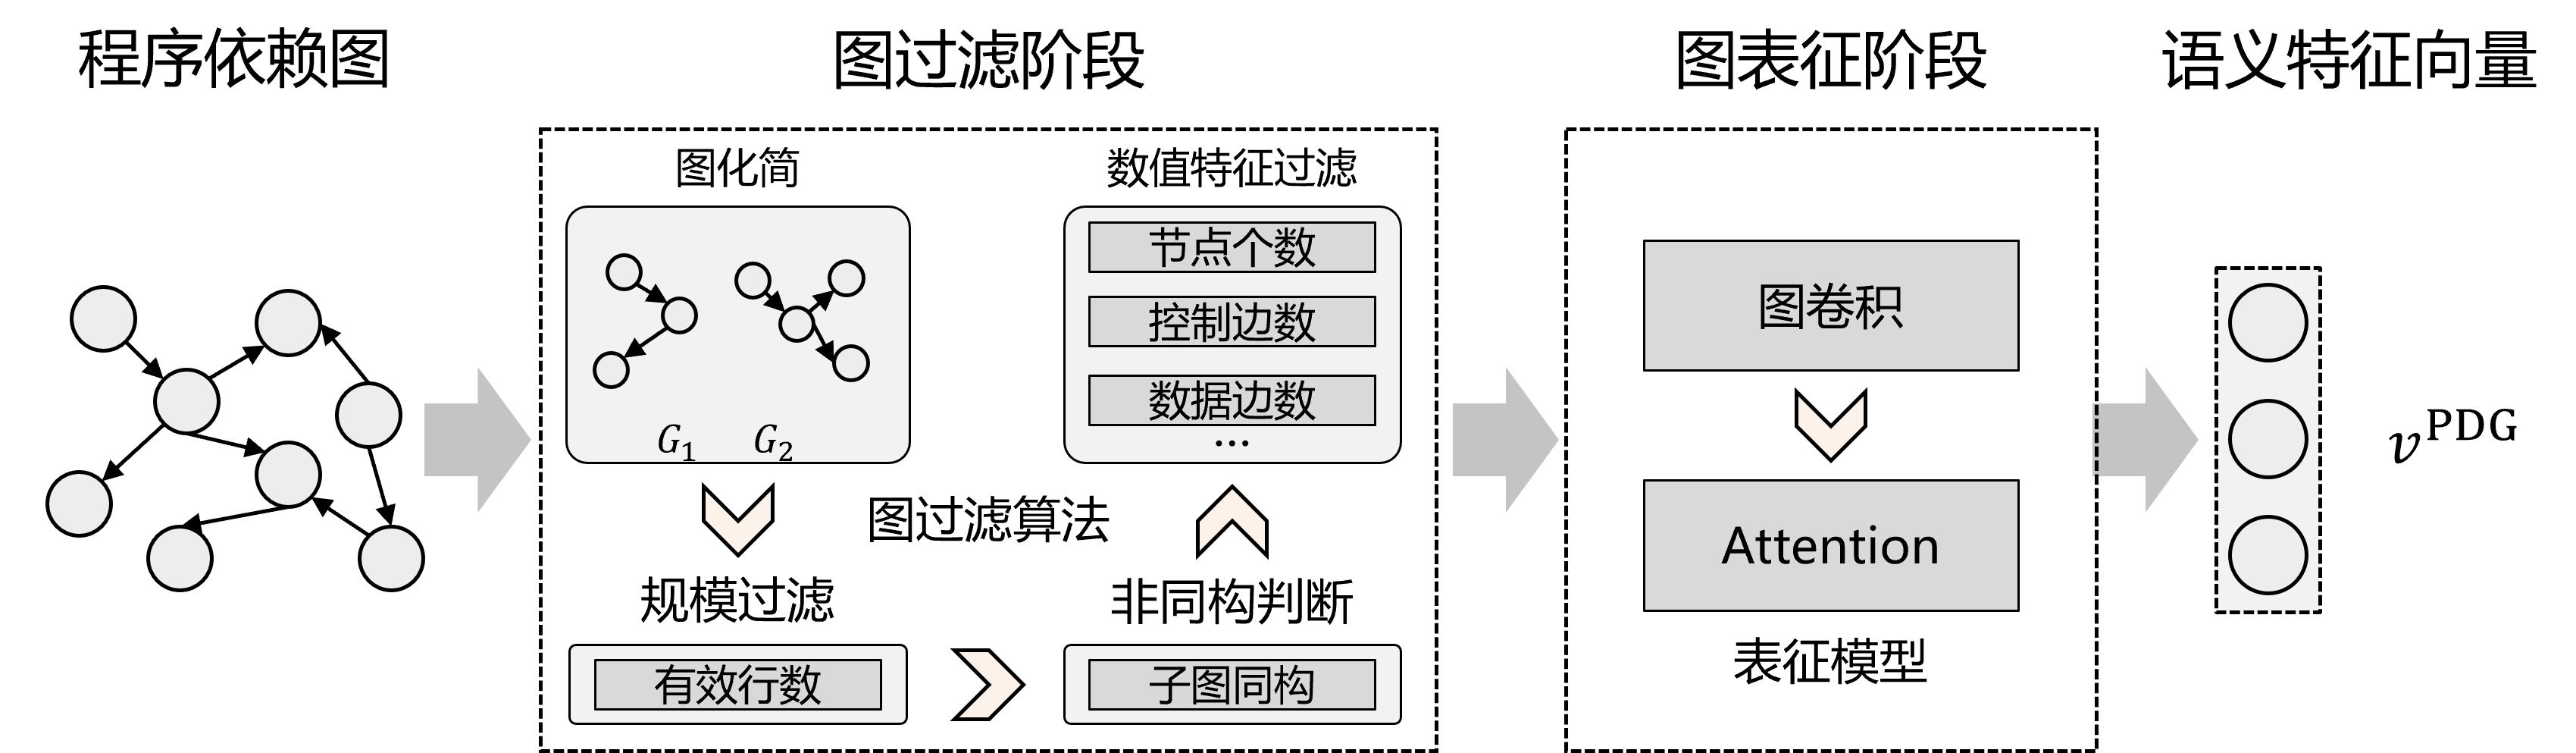 程序依赖图
图过滤阶段
图表征阶段
语义特征向量
图化简
数值特征过滤
节点个数
控制边数
数据边数
...
G₁
G₂
图过滤算法
规模过滤
非同构判断
有效行数
子图同构
图卷积
Attention
表征模型
v^PDG